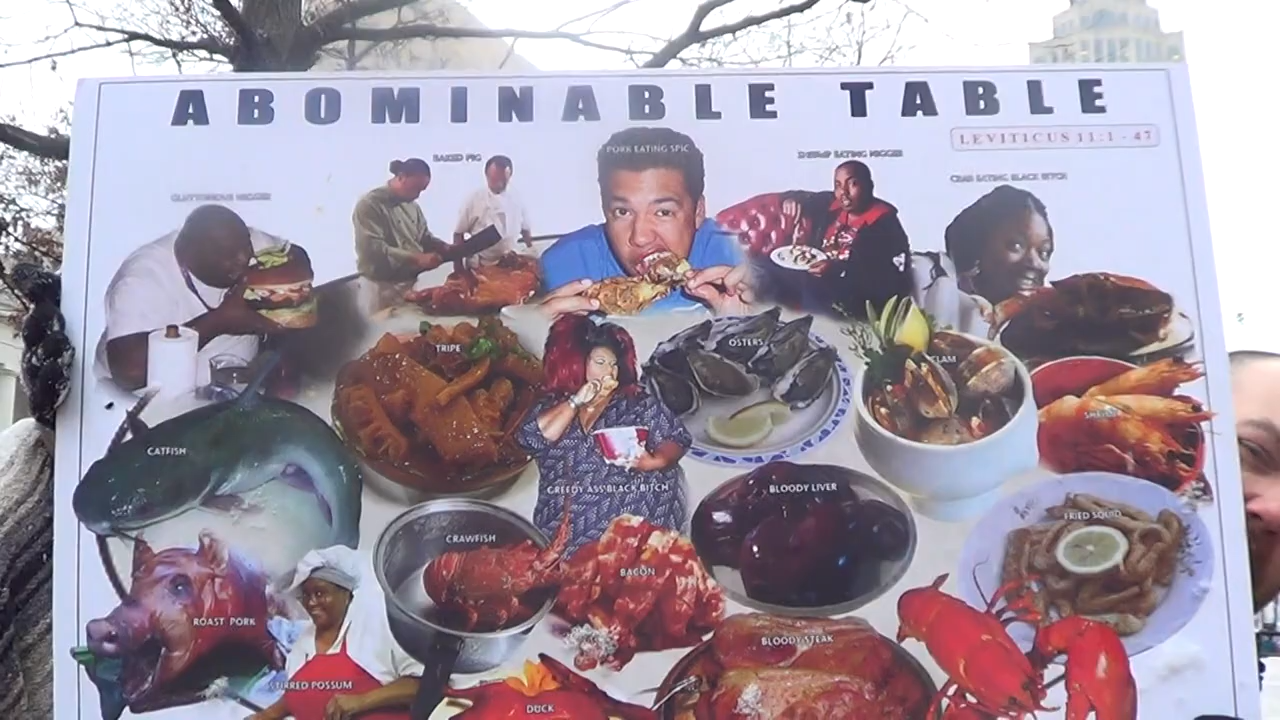 ABOMINABLE TABLE
LEVITICUS 11:1 - 47
BAKED PIG
PORK EATING SPIC
SHRIMP EATING NIGGER
CRAB EATING BLACK BITCH
GLUTTONOUS NIGGER
TRIPE
OSTERS
CLAM
SHRIMP
CATFISH
GREEDY ASS BLACK BITCH
BLOODY LIVER
FRIED SQUID
CRAWFISH
BACON
ROAST PORK
BLOODY STEAK
STIRRED POSSUM
DUCK